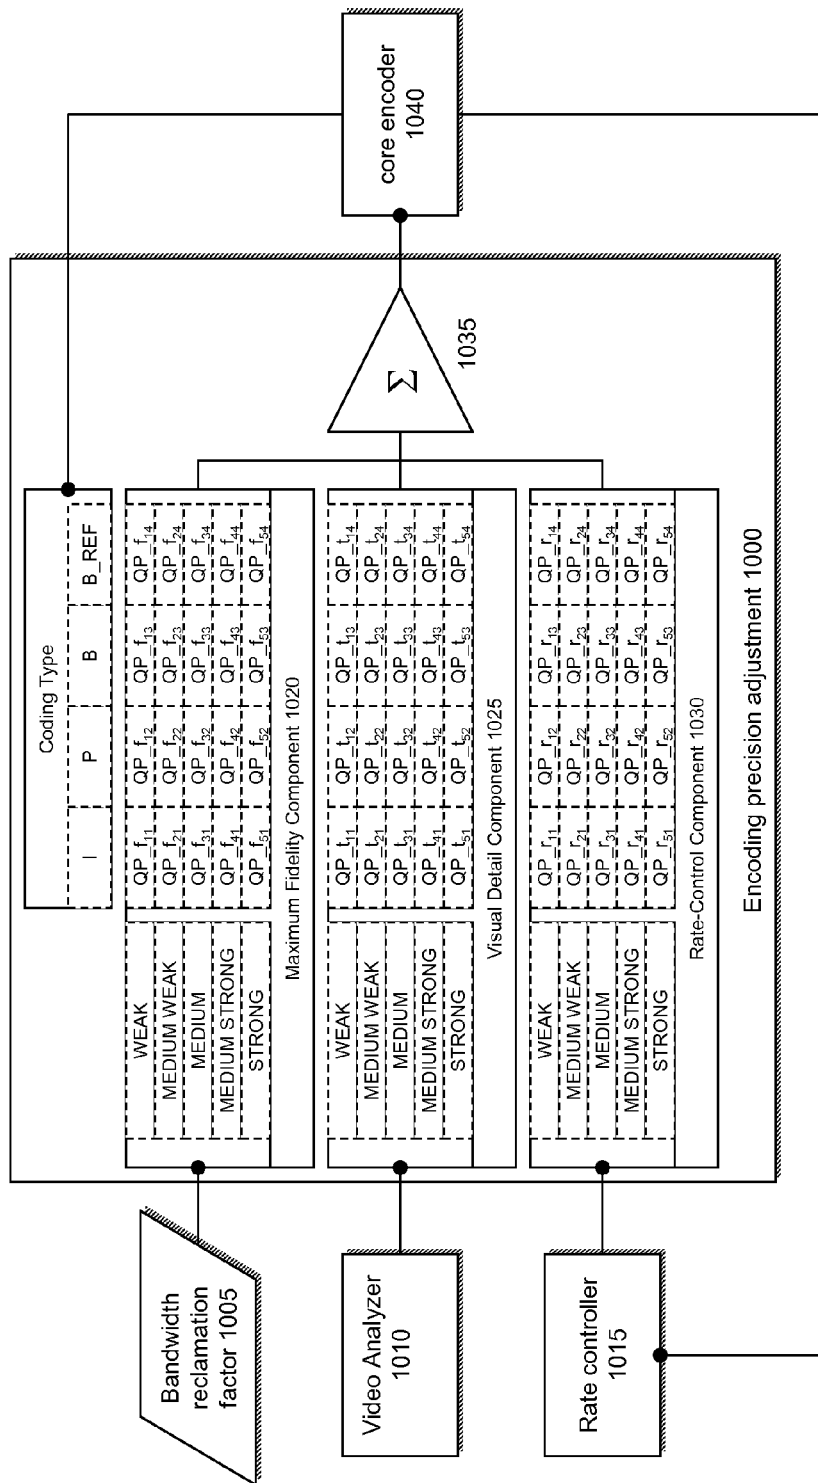 Coding Type
I P B B_REF
WEAK QP_f11 QP_f12 QP_f13 QP_f14
MEDIUM WEAK QP_f21 QP_f22 QP_f23 QP_f24
MEDIUM QP_f31 QP_f32 QP_f33 QP_f34
MEDIUM STRONG QP_f41 QP_f42 QP_f43 QP_f44
STRONG QP_f51 QP_f52 QP_f53 QP_f54
Maximum Fidelity Component 1020
WEAK QP_t11 QP_t12 QP_t13 QP_t14
MEDIUM WEAK QP_t21 QP_t22 QP_t23 QP_t24
MEDIUM QP_t31 QP_t32 QP_t33 QP_t34
MEDIUM STRONG QP_t41 QP_t42 QP_t43 QP_t44
STRONG QP_t51 QP_t52 QP_t53 QP_t54
Visual Detail Component 1025
WEAK QP_r11 QP_r12 QP_r13 QP_r14
MEDIUM WEAK QP_r21 QP_r22 QP_r23 QP_r24
MEDIUM QP_r31 QP_r32 QP_r33 QP_r34
MEDIUM STRONG QP_r41 QP_r42 QP_r43 QP_r44
STRONG QP_r51 QP_r52 QP_r53 QP_r54
Rate-Control Component 1030
Encoding precision adjustment 1000
Bandwidth
reclamation
factor 1005
Video Analyzer
1010
Rate controller
1015
Σ
1035
core encoder
1040